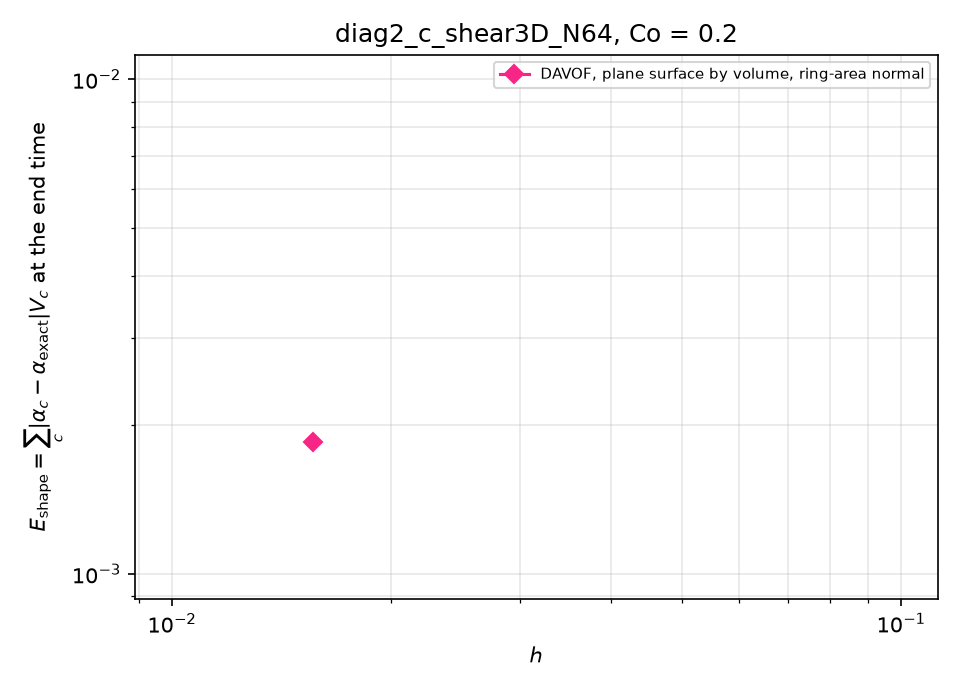 diag2_c_shear3D_N64, Co = 0.2
DAVOF, plane surface by volume, ring-area normal
E_shape = ∑_c |α_c − α_exact|V_c at the end time
10⁻²
10⁻³
10⁻²
10⁻¹
h